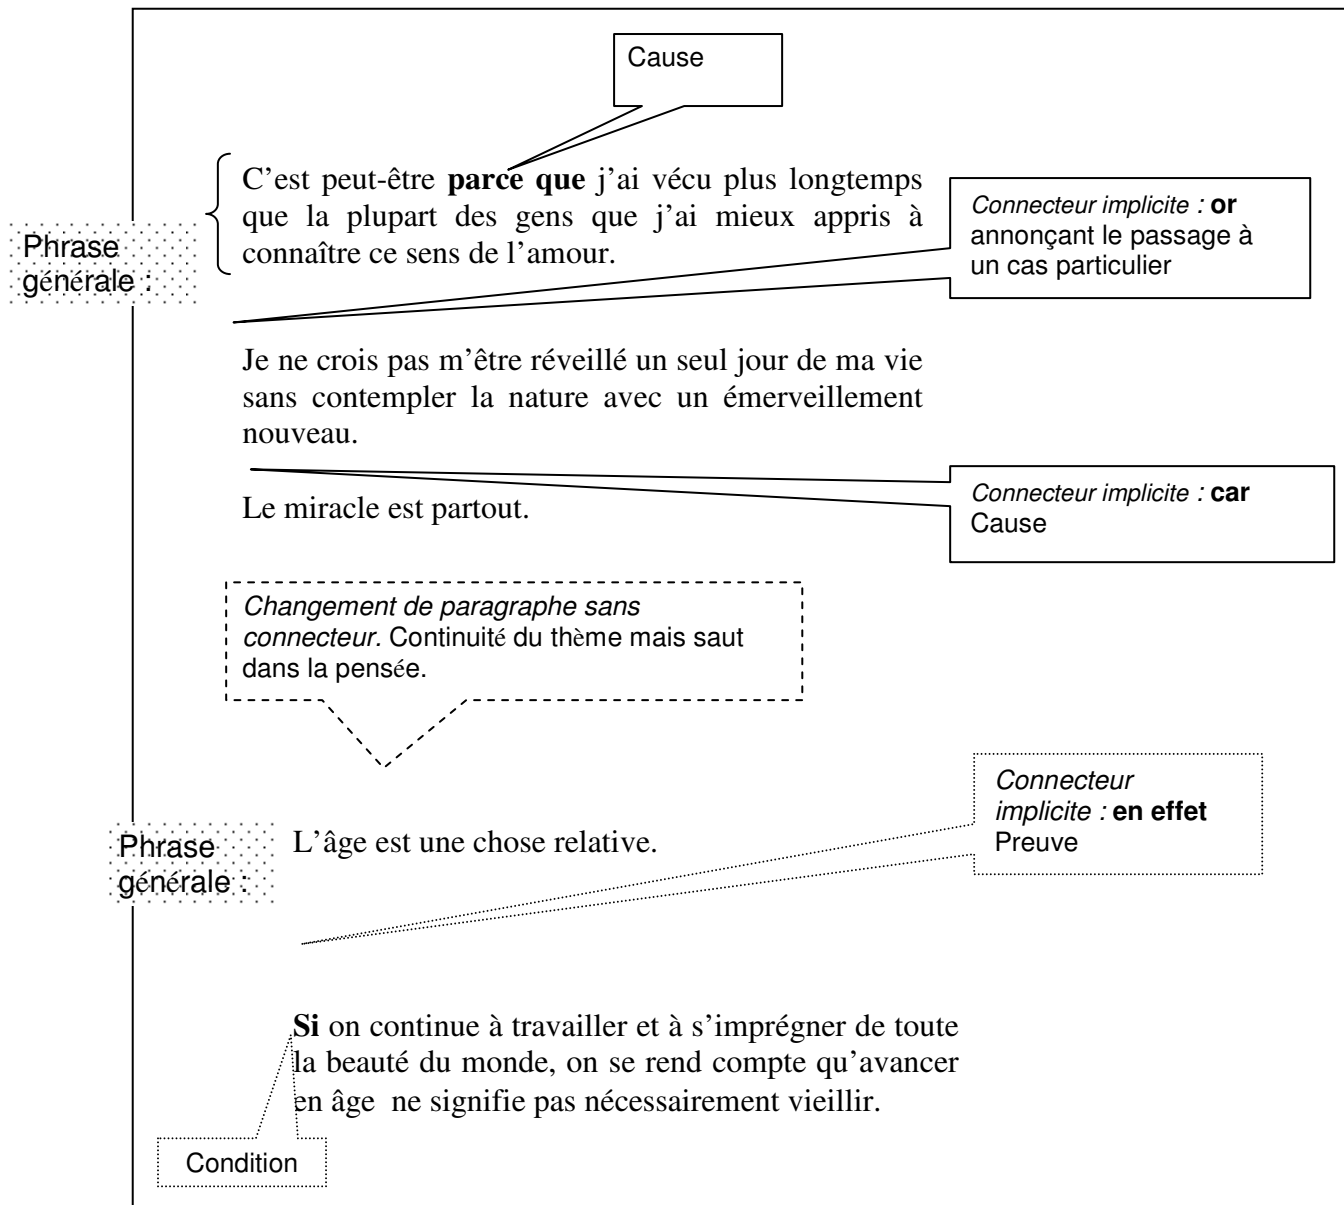 Cause
C'est peut-être parce que j'ai vécu plus longtemps
que la plupart des gens que j'ai mieux appris à
connaître ce sens de l'amour.
Phrase
générale :
Connecteur implicite : or
annonçant le passage à
un cas particulier
Je ne crois pas m'être réveillé un seul jour de ma vie
sans contempler la nature avec un émerveillement
nouveau.
Connecteur implicite : car
Cause
Le miracle est partout.
Changement de paragraphe sans
connecteur. Continuité du thème mais saut
dans la pensée.
Connecteur
implicite : en effet
Preuve
Phrase
générale :
L'âge est une chose relative.
Si on continue à travailler et à s'imprégner de toute
la beauté du monde, on se rend compte qu'avancer
en âge  ne signifie pas nécessairement vieillir.
Condition